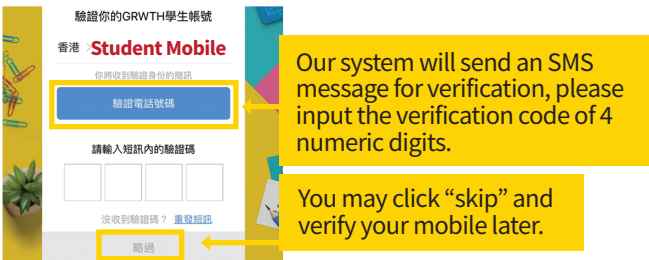 驗證你的GRWTH學生帳號
香港 > Student Mobile
你將收到驗證身份的簡訊
驗證電話號碼
請輸入短訊內的驗證碼
沒收到驗證碼？ 重發短訊
略過
Our system will send an SMS
message for verification, please
input the verification code of 4
numeric digits.
You may click “skip” and
verify your mobile later.